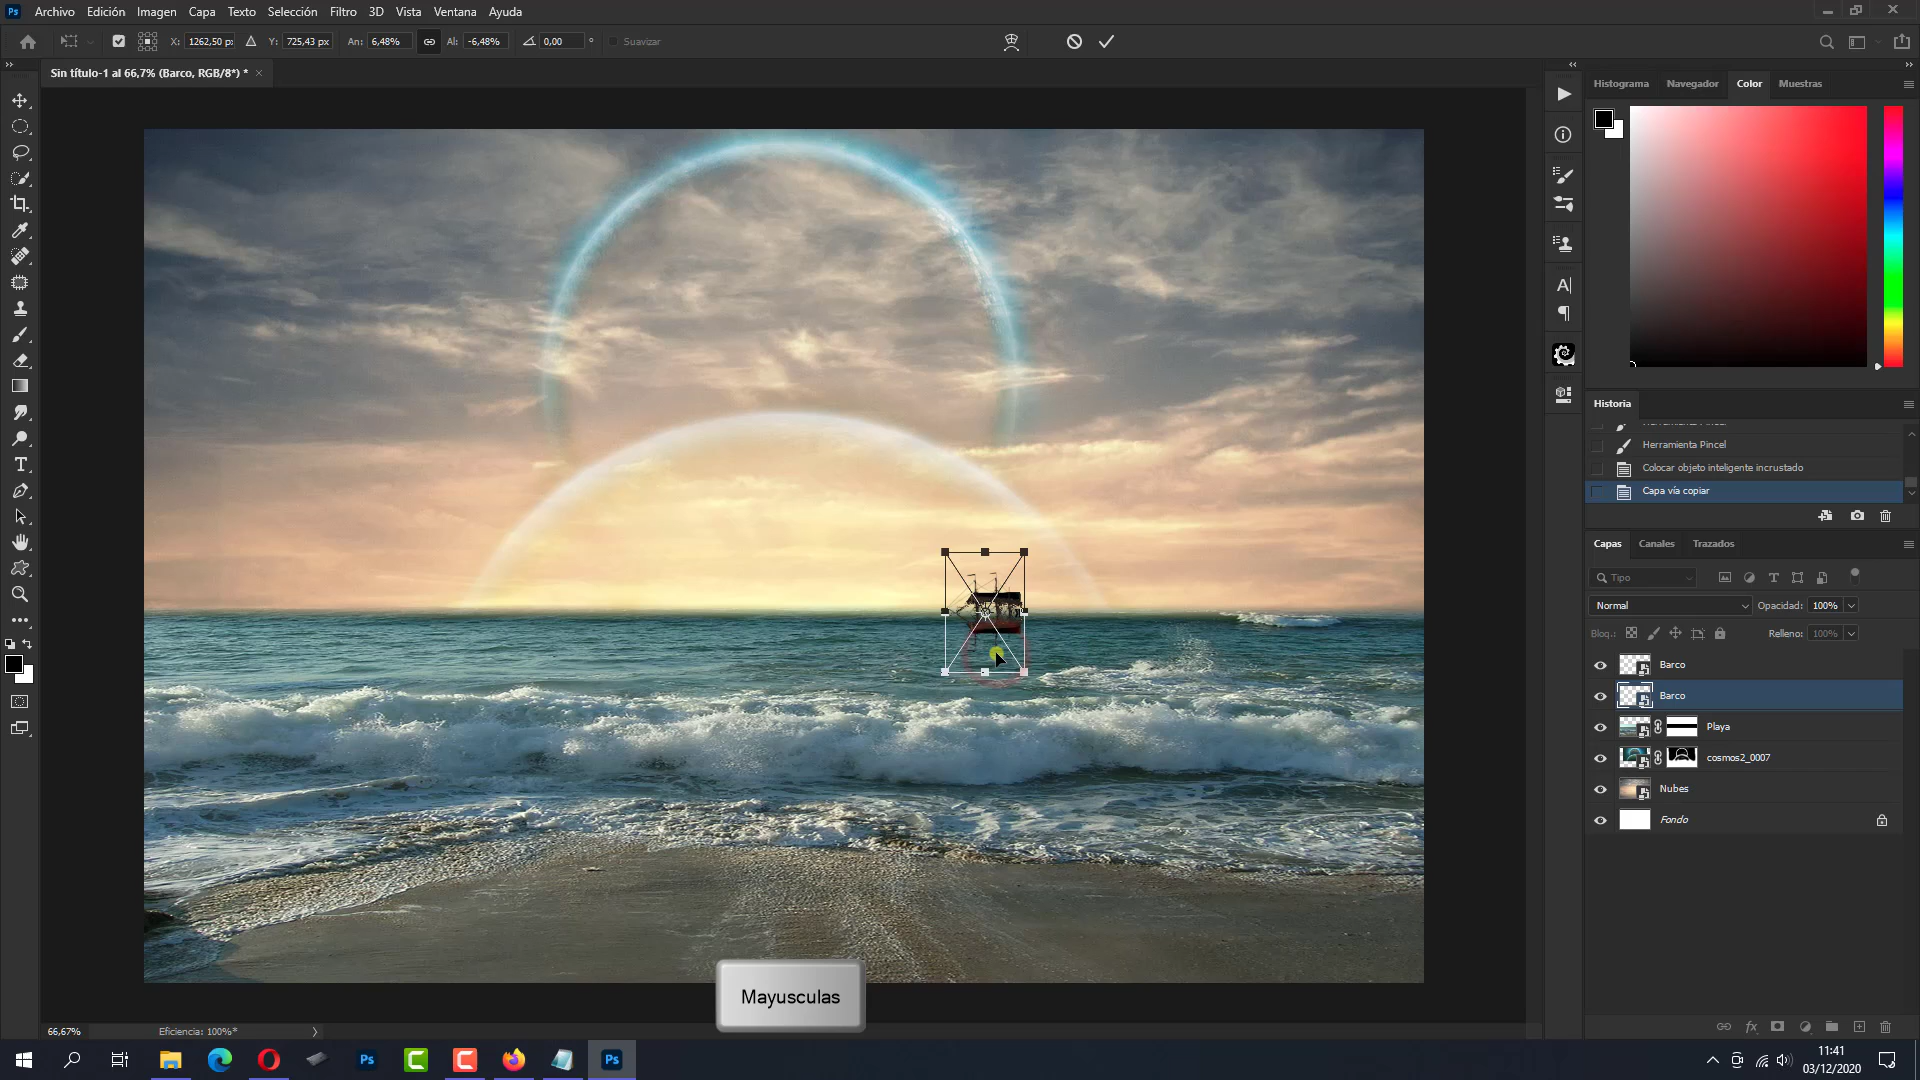 Ps Archivo Edición Imagen Capa Texto Selección Filtro 3D Vista Ventana Ayuda
X: 1262,50 p: Y: 725,43 px An: 6,48% Al: -6,48% 0,00 ° Suavizar
Sin título-1 al 66,7% (Barco, RGB/8*) * ×
Histograma Navegador Color Muestras
Historia
Herramienta Pincel
Herramienta Pincel
Colocar objeto inteligente incrustado
Capa vía copiar
Capas Canales Trazados
Tipo
Normal Opacidad: 100%
Bloq.: Relleno: 100%
Barco
Barco
Playa
cosmos2_0007
Nubes
Fondo
Mayusculas
66,67% Eficiencia: 100%*
11:41
03/12/2020